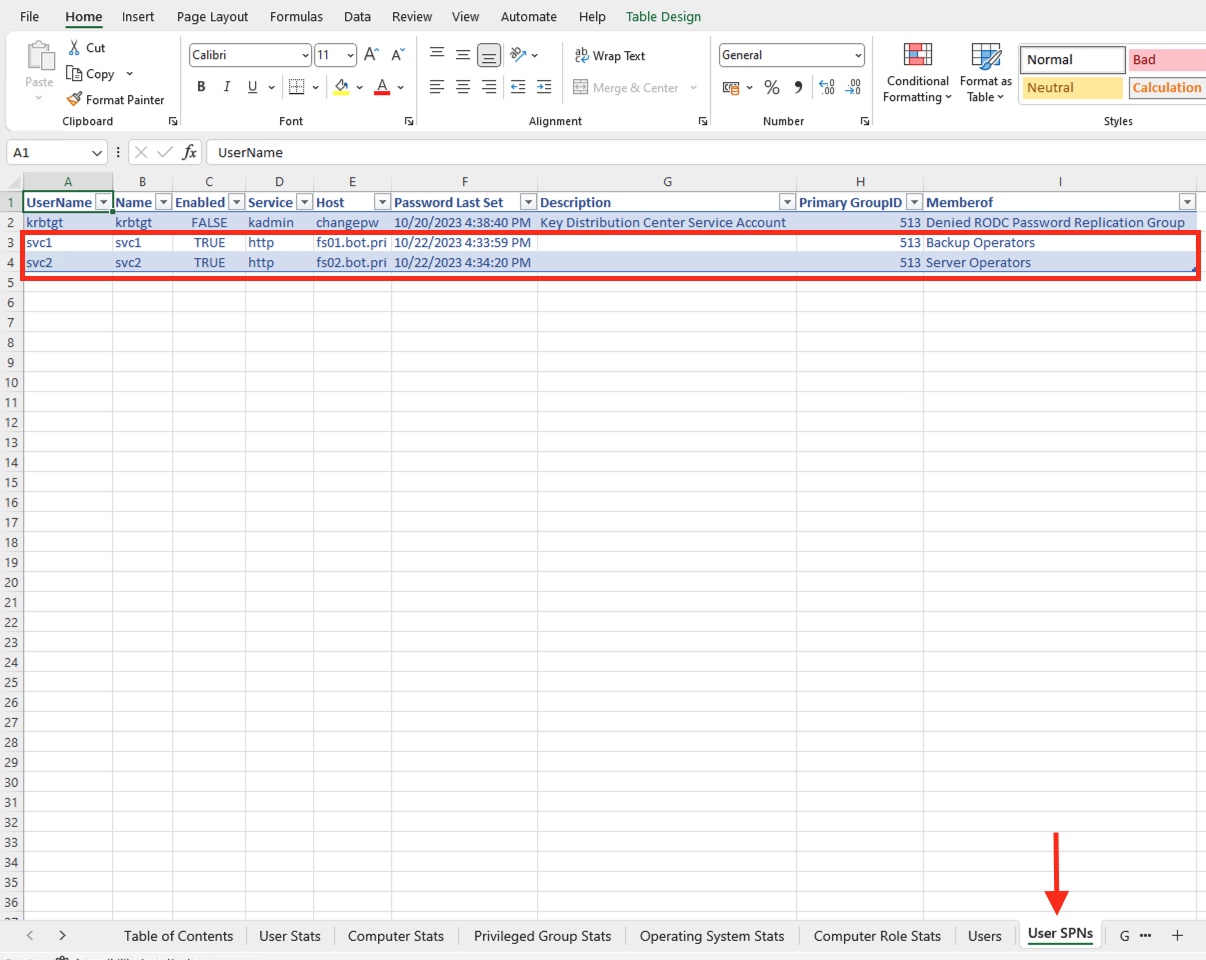 File Home Insert Page Layout Formulas Data Review View Automate Help Table Design
Paste
Cut
Copy
Format Painter
Clipboard
Calibri 11
B I U
Font
Wrap Text
Merge & Center
Alignment
General
Number
Conditional Formatting
Format as Table
Normal Bad
Neutral Calculation
Styles
A1 fx UserName
A B C D E F G H I
1 UserName Name Enabled Service Host Password Last Set Description Primary GroupID Memberof
2 krbtgt krbtgt FALSE kadmin changepw 10/20/2023 4:38:40 PM Key Distribution Center Service Account 513 Denied RODC Password Replication Group
3 svc1 svc1 TRUE http fs01.bot.pri 10/22/2023 4:33:59 PM 513 Backup Operators
4 svc2 svc2 TRUE http fs02.bot.pri 10/22/2023 4:34:20 PM 513 Server Operators
5
6
7
8
9
10
11
12
13
14
15
16
17
18
19
20
21
22
23
24
25
26
27
28
29
30
31
32
33
34
35
36
Table of Contents User Stats Computer Stats Privileged Group Stats Operating System Stats Computer Role Stats Users User SPNs G ··· +